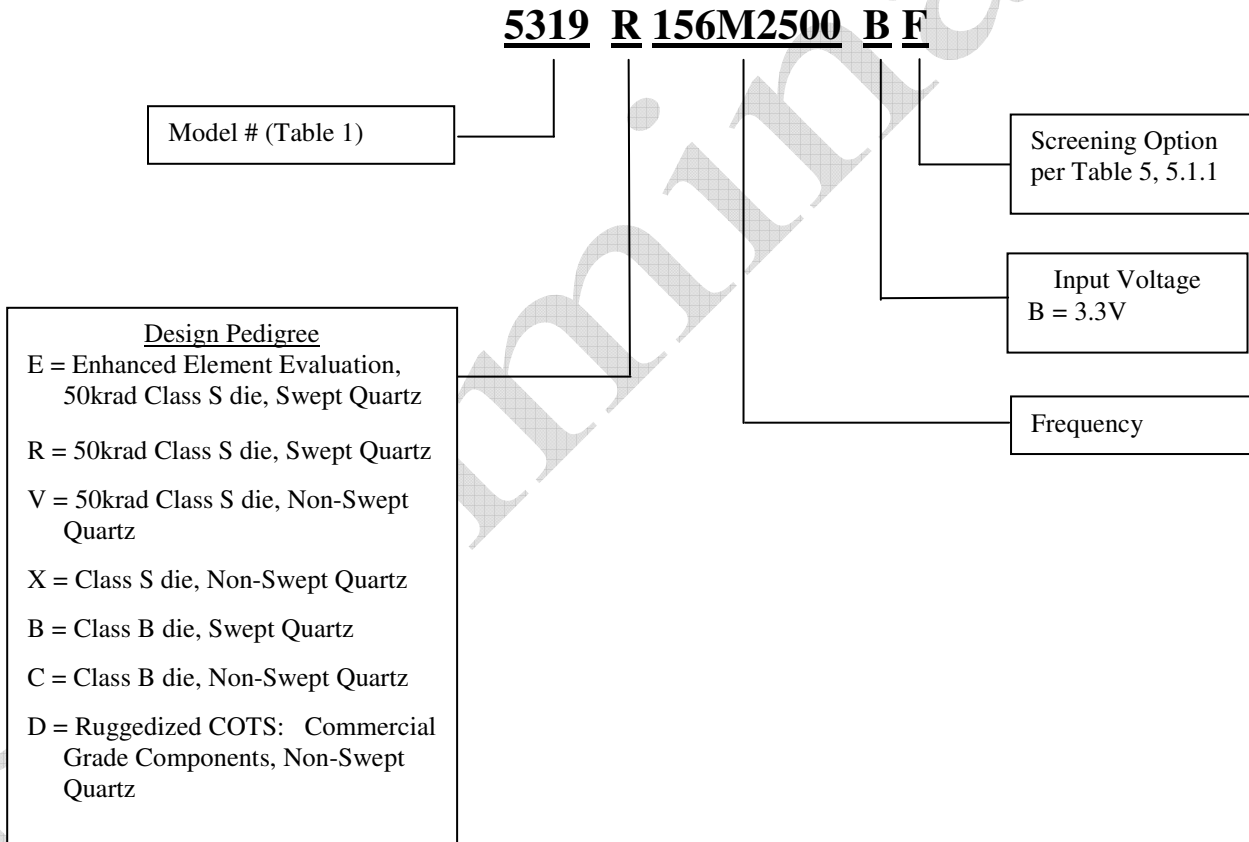 5319 R 156M2500 B F
Model # (Table 1)
Screening Option
per Table 5, 5.1.1
Input Voltage
B = 3.3V
Frequency
Design Pedigree
E = Enhanced Element Evaluation,
50krad Class S die, Swept Quartz
R = 50krad Class S die, Swept Quartz
V = 50krad Class S die, Non-Swept
Quartz
X = Class S die, Non-Swept Quartz
B = Class B die, Swept Quartz
C = Class B die, Non-Swept Quartz
D = Ruggedized COTS: Commercial
Grade Components, Non-Swept
Quartz